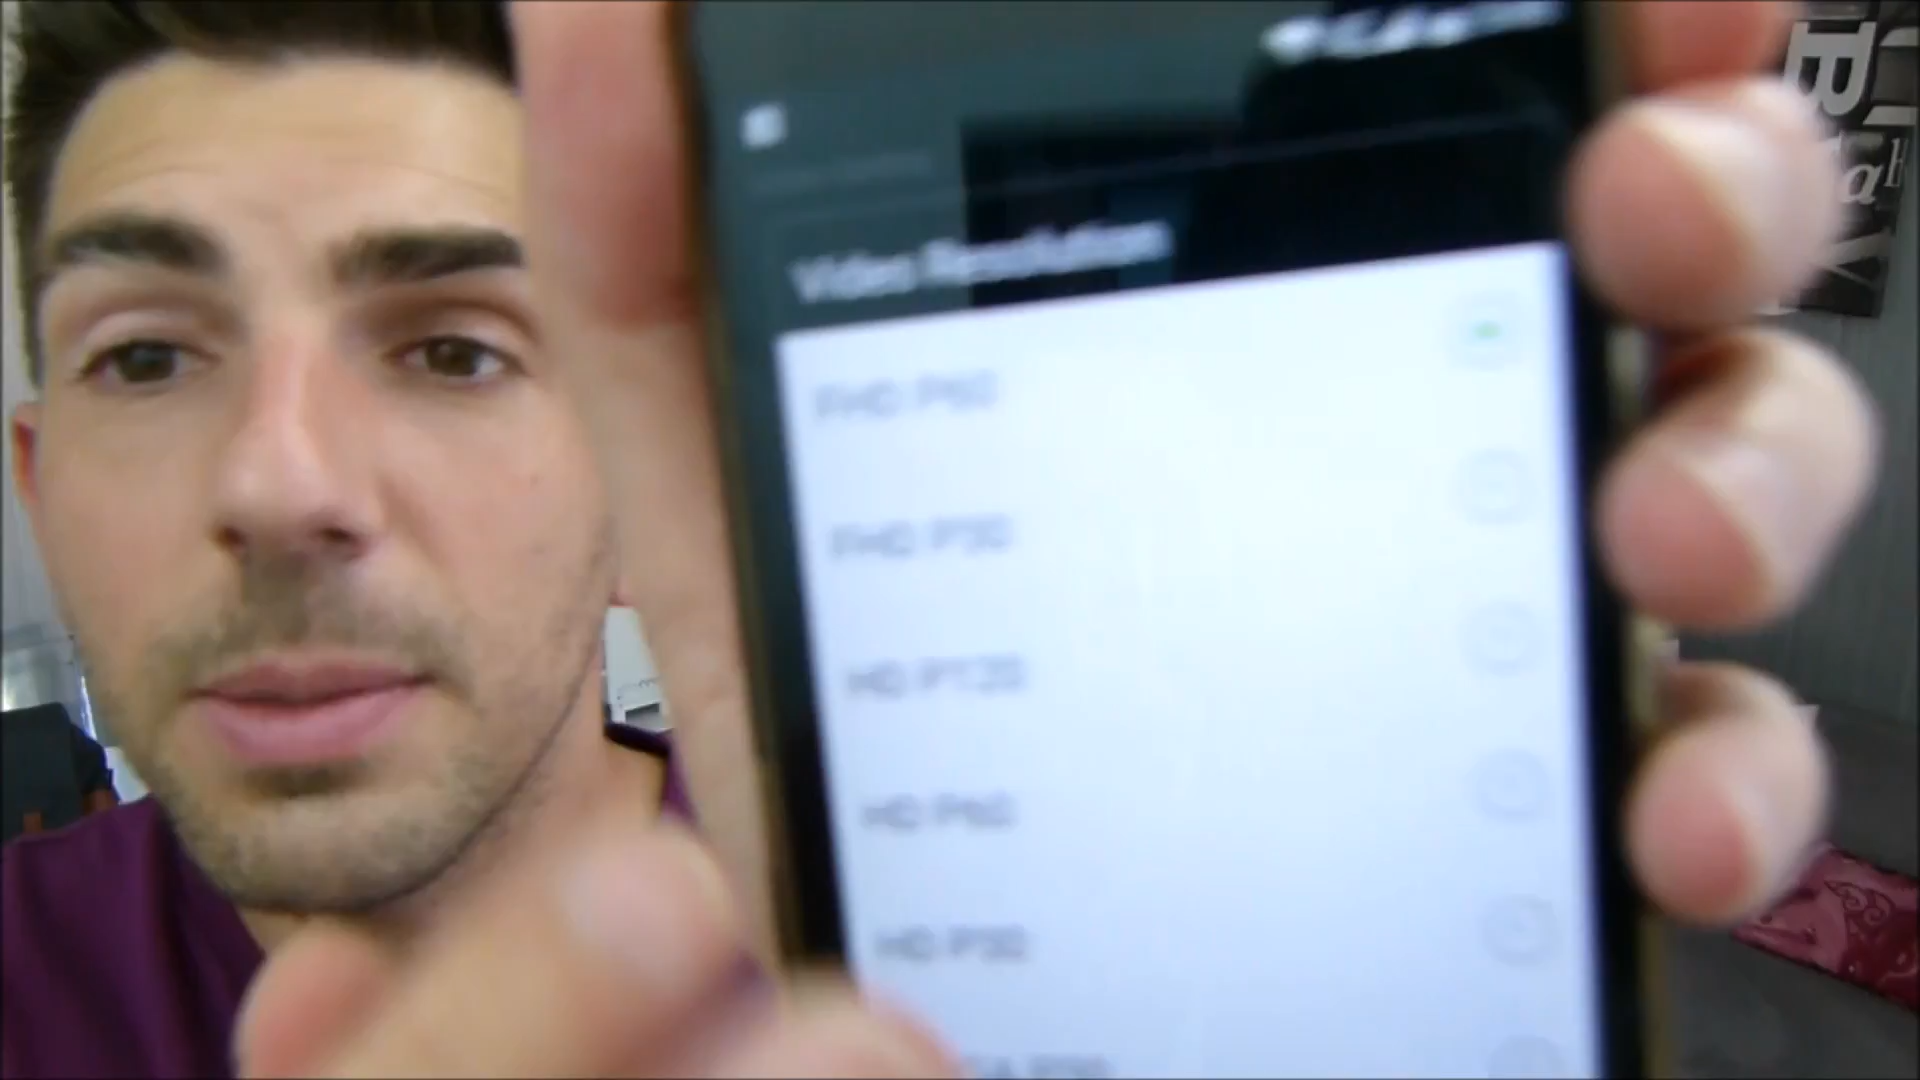 Video Resolution
FHD P60
FHD P30
HD P120
HD P60
HD P30